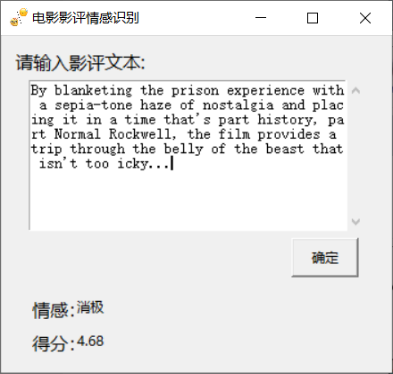 电影影评情感识别
请输入影评文本:
By blanketing the prison experience with
a sepia-tone haze of nostalgia and plac
ing it in a time that's part history, pa
rt Normal Rockwell, the film provides a
trip through the belly of the beast that
isn't too icky...
确定
情感:消极
得分:4.68